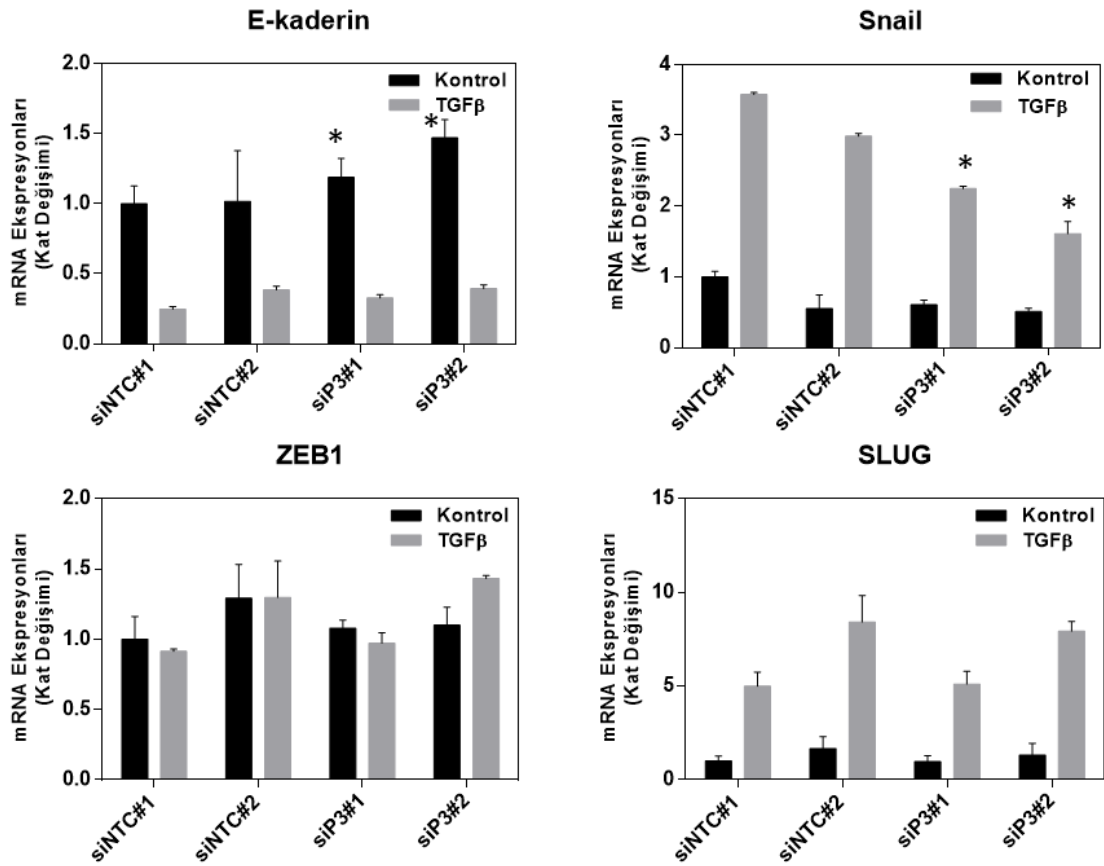 E-kaderin
mRNA Ekspresyonları
(Kat Değişimi)
2.0
1.5
1.0
0.5
0.0
Kontrol
TGFβ
*
*
siNTC#1
siNTC#2
siP3#1
siP3#2
Snail
mRNA Ekspresyonları
(Kat Değişimi)
4
3
2
1
0
Kontrol
TGFβ
*
*
siNTC#1
siNTC#2
siP3#1
siP3#2
ZEB1
mRNA Ekspresyonları
(Kat Değişimi)
2.0
1.5
1.0
0.5
0.0
Kontrol
TGFβ
siNTC#1
siNTC#2
siP3#1
siP3#2
SLUG
mRNA Ekspresyonları
(Kat Değişimi)
15
10
5
0
Kontrol
TGFβ
siNTC#1
siNTC#2
siP3#1
siP3#2